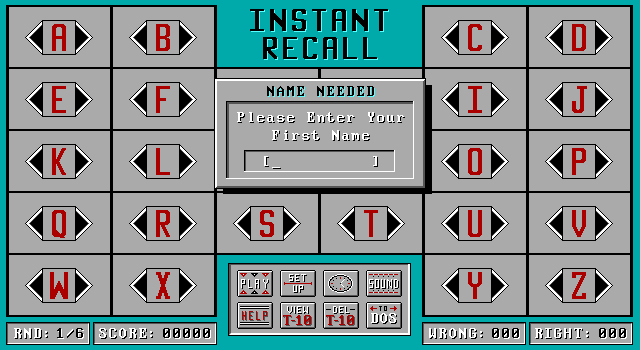 INSTANT
RECALL
A B C D
NAME NEEDED
E F I J
Please Enter Your
First Name
K L O P
[_ ]
Q R S T U V
W X Y Z
PLAY SET UP SOUND
HELP VIEW T-10 -DEL- T-10 TO DOS
RND: 1/6 SCORE: 00000 WRONG: 000 RIGHT: 000